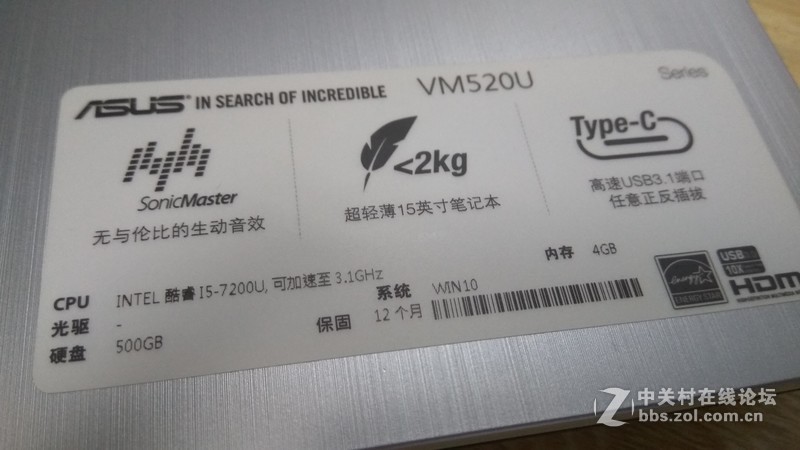 ASUS IN SEARCH OF INCREDIBLE VM520U Series
SonicMaster
无与伦比的生动音效
<2kg
超轻薄15英寸笔记本
Type-C
高速USB3.1端口
任意正反插拔
CPU INTEL 酷睿 I5-7200U, 可加速至 3.1GHz 系统 WIN10 内存 4GB
光驱 - 保固 12 个月
硬盘 500GB
ENERGY STAR
USB
10X
HDMI
中关村在线论坛
bbs.zol.com.cn